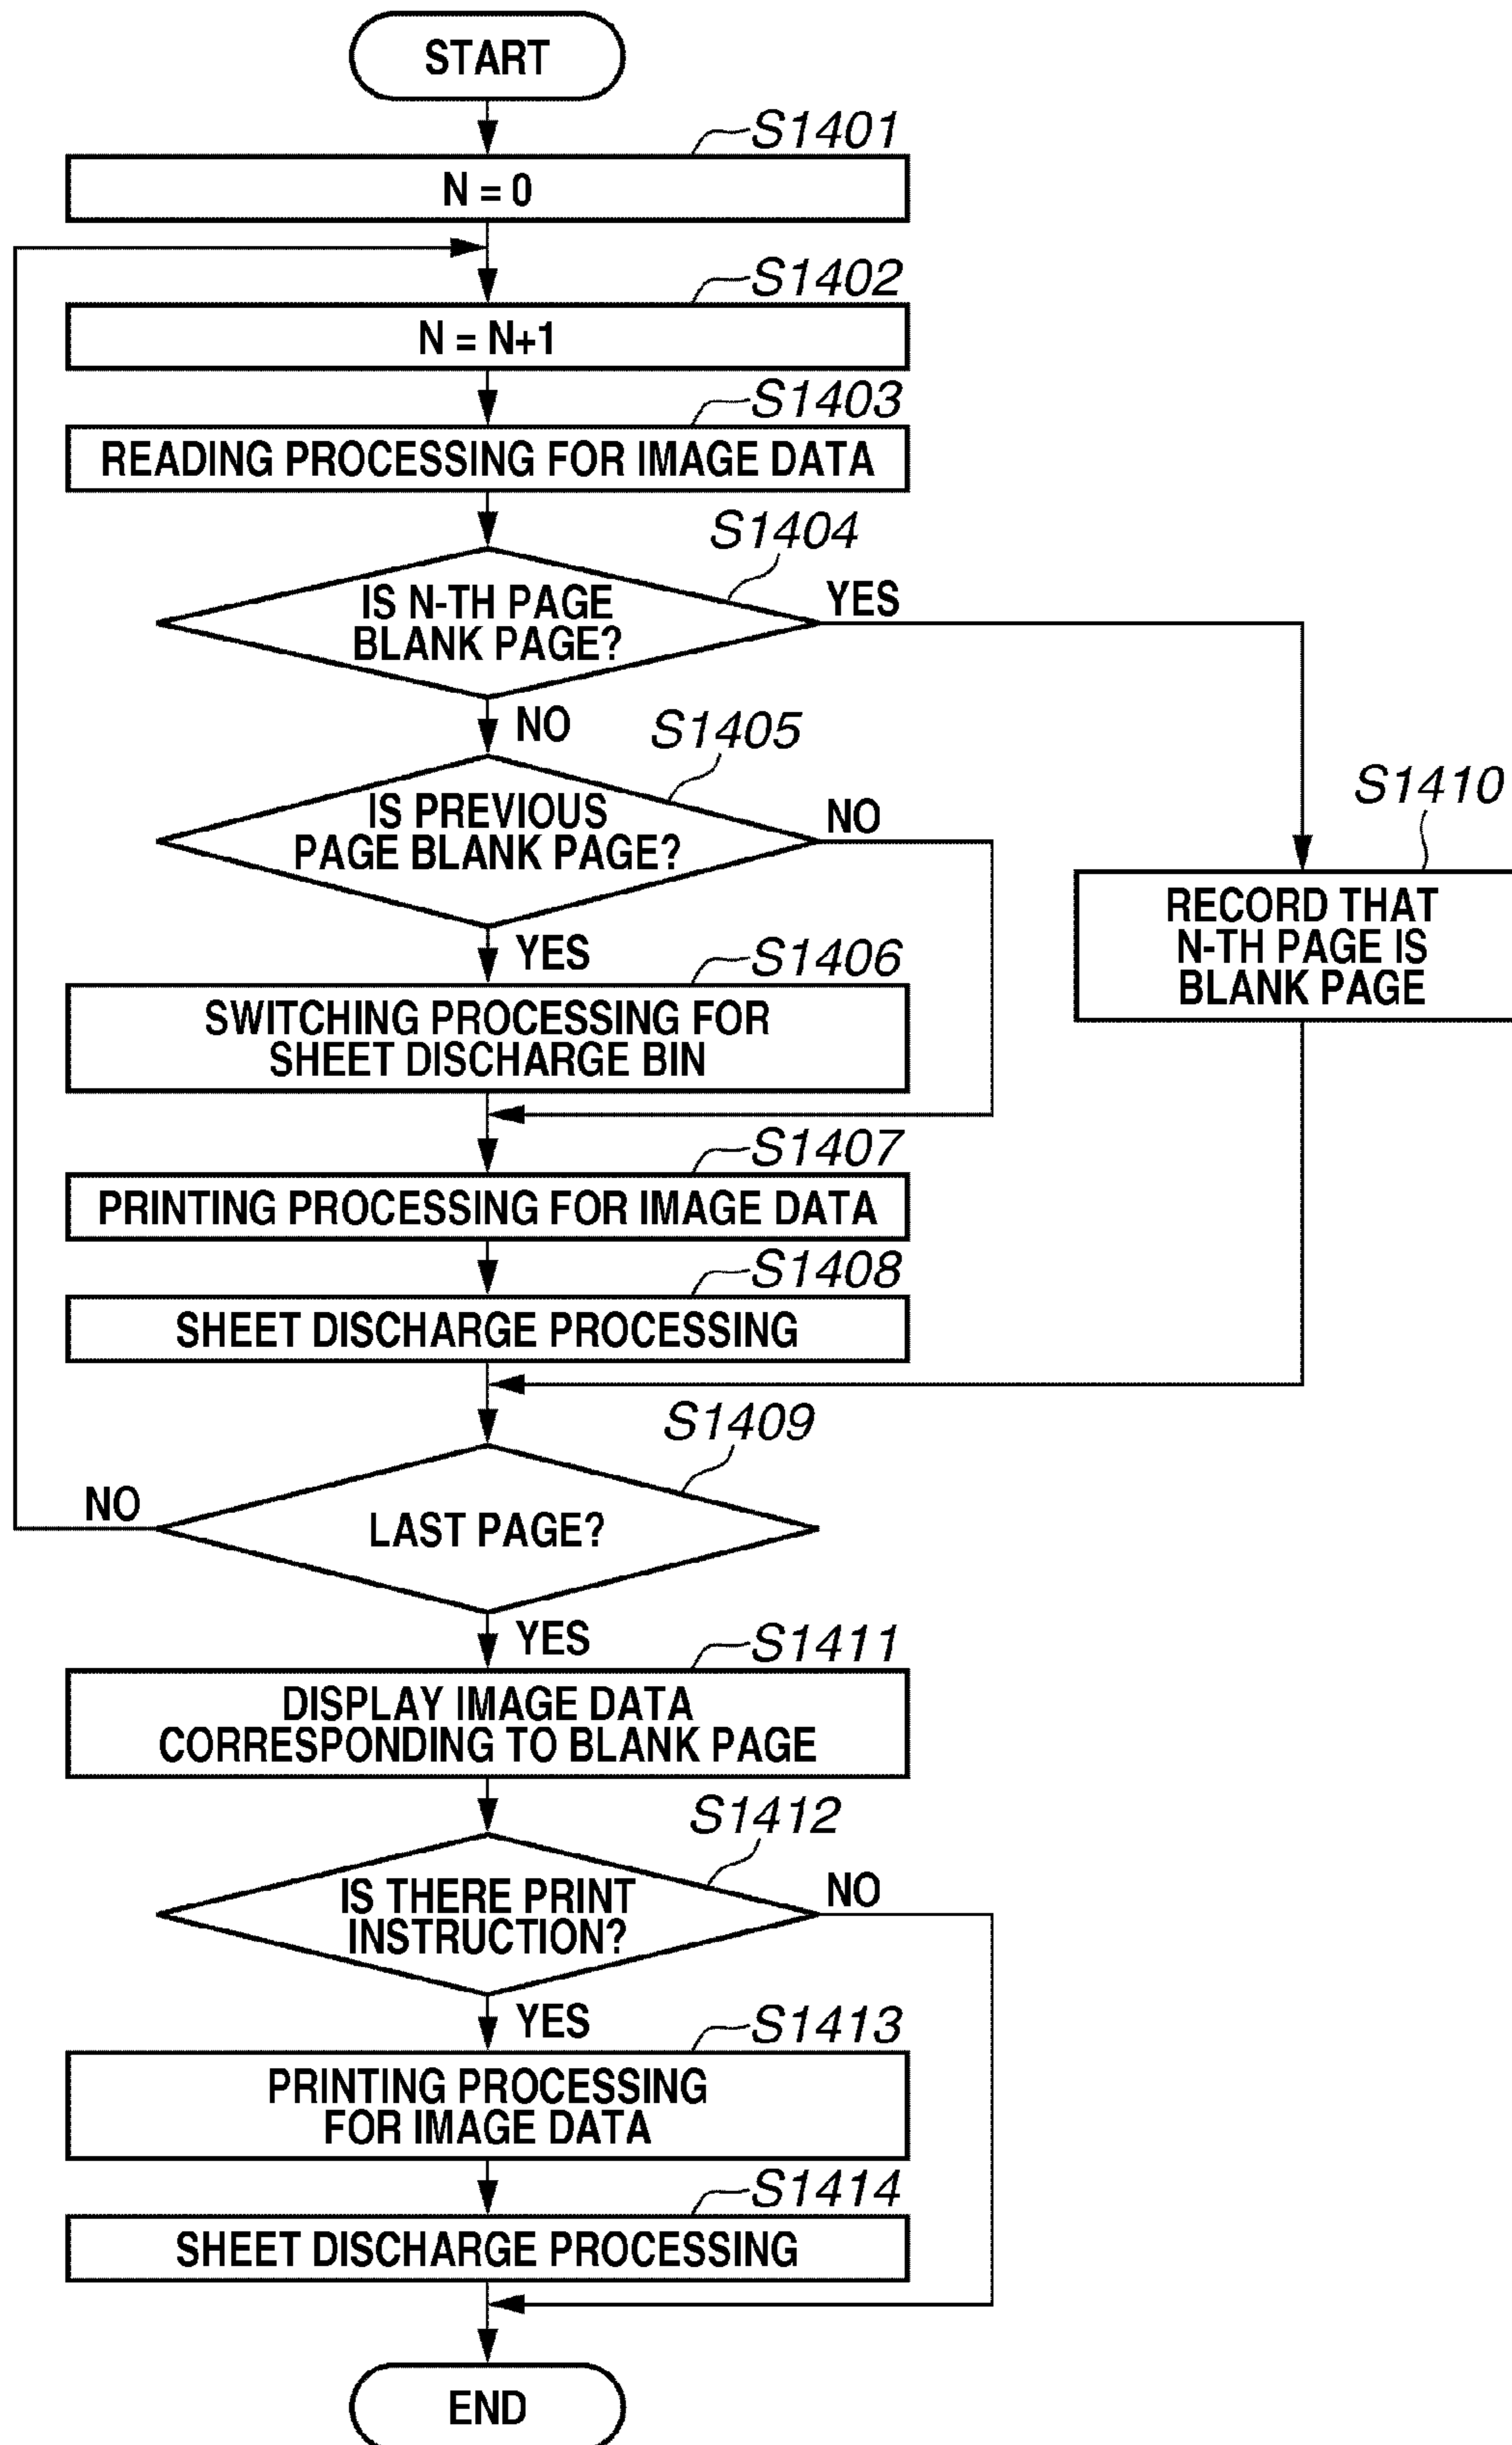 START
S1401
N = 0
S1402
N = N+1
S1403
READING PROCESSING FOR IMAGE DATA
S1404
IS N-TH PAGE
BLANK PAGE?
YES
NO
S1405
IS PREVIOUS
PAGE BLANK PAGE?
NO
S1410
RECORD THAT
N-TH PAGE IS
BLANK PAGE
YES
S1406
SWITCHING PROCESSING FOR
SHEET DISCHARGE BIN
S1407
PRINTING PROCESSING FOR IMAGE DATA
S1408
SHEET DISCHARGE PROCESSING
S1409
NO
LAST PAGE?
YES
S1411
DISPLAY IMAGE DATA
CORRESPONDING TO BLANK PAGE
S1412
IS THERE PRINT
INSTRUCTION?
NO
YES
S1413
PRINTING PROCESSING
FOR IMAGE DATA
S1414
SHEET DISCHARGE PROCESSING
END